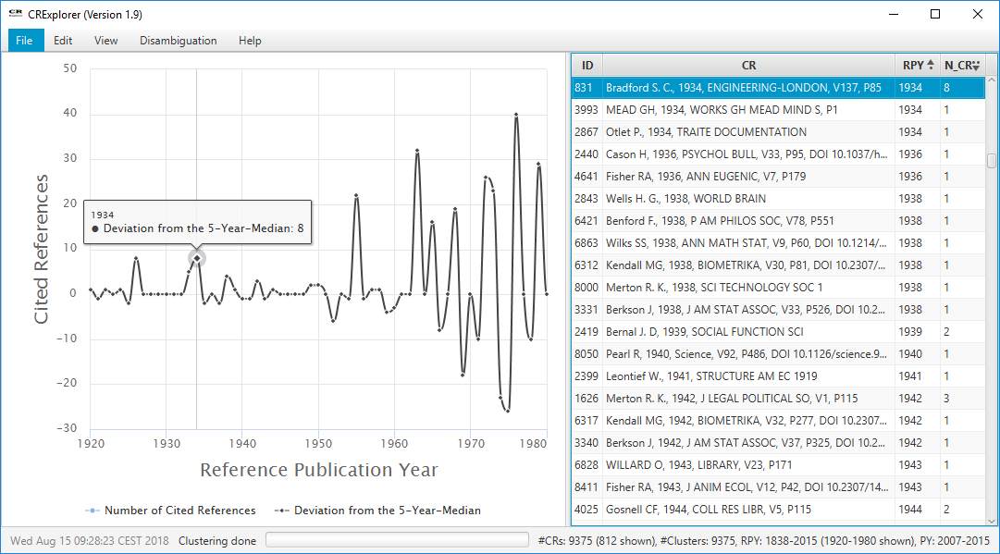 CRExplorer (Version 1.9)
File Edit View Disambiguation Help
50
40
30
20
10
0
−10
−20
−30
Cited References
1934
Deviation from the 5-Year-Median: 8
1920 1930 1940 1950 1960 1970 1980
Reference Publication Year
Number of Cited References Deviation from the 5-Year-Median
ID CR RPY N_CR
831 Bradford S. C., 1934, ENGINEERING-LONDON, V137, P85 1934 8
3993 MEAD GH, 1934, WORKS GH MEAD MIND S, P1 1934 1
2867 Otlet P., 1934, TRAITE DOCUMENTATION 1934 1
2440 Cason H, 1936, PSYCHOL BULL, V33, P95, DOI 10.1037/h... 1936 1
4641 Fisher RA, 1936, ANN EUGENIC, V7, P179 1936 1
2843 Wells H. G., 1938, WORLD BRAIN 1938 1
6421 Benford F., 1938, P AM PHILOS SOC, V78, P551 1938 1
6863 Wilks SS, 1938, ANN MATH STAT, V9, P60, DOI 10.1214/... 1938 1
6312 Kendall MG, 1938, BIOMETRIKA, V30, P81, DOI 10.2307/... 1938 1
8000 Merton R. K., 1938, SCI TECHNOLOGY SOC 1 1938 1
3331 Berkson J, 1938, J AM STAT ASSOC, V33, P526, DOI 10.2... 1938 1
2419 Bernal J. D, 1939, SOCIAL FUNCTION SCI 1939 2
8050 Pearl R, 1940, Science, V92, P486, DOI 10.1126/science.9... 1940 1
2399 Leontief W., 1941, STRUCTURE AM EC 1919 1941 1
1626 Merton R. K., 1942, J LEGAL POLITICAL SO, V1, P115 1942 3
6317 Kendall MG, 1942, BIOMETRIKA, V32, P277, DOI 10.2307... 1942 1
3340 Berkson J, 1942, J AM STAT ASSOC, V37, P325, DOI 10.2... 1942 1
6828 WILLARD O, 1943, LIBRARY, V23, P171 1943 1
8411 Fisher RA, 1943, J ANIM ECOL, V12, P42, DOI 10.2307/14... 1943 1
4025 Gosnell CF, 1944, COLL RES LIBR, V5, P115 1944 2
Wed Aug 15 09:28:23 CEST 2018 Clustering done #CRs: 9375 (812 shown), #Clusters: 9375, RPY: 1838-2015 (1920-1980 shown), PY: 2007-2015